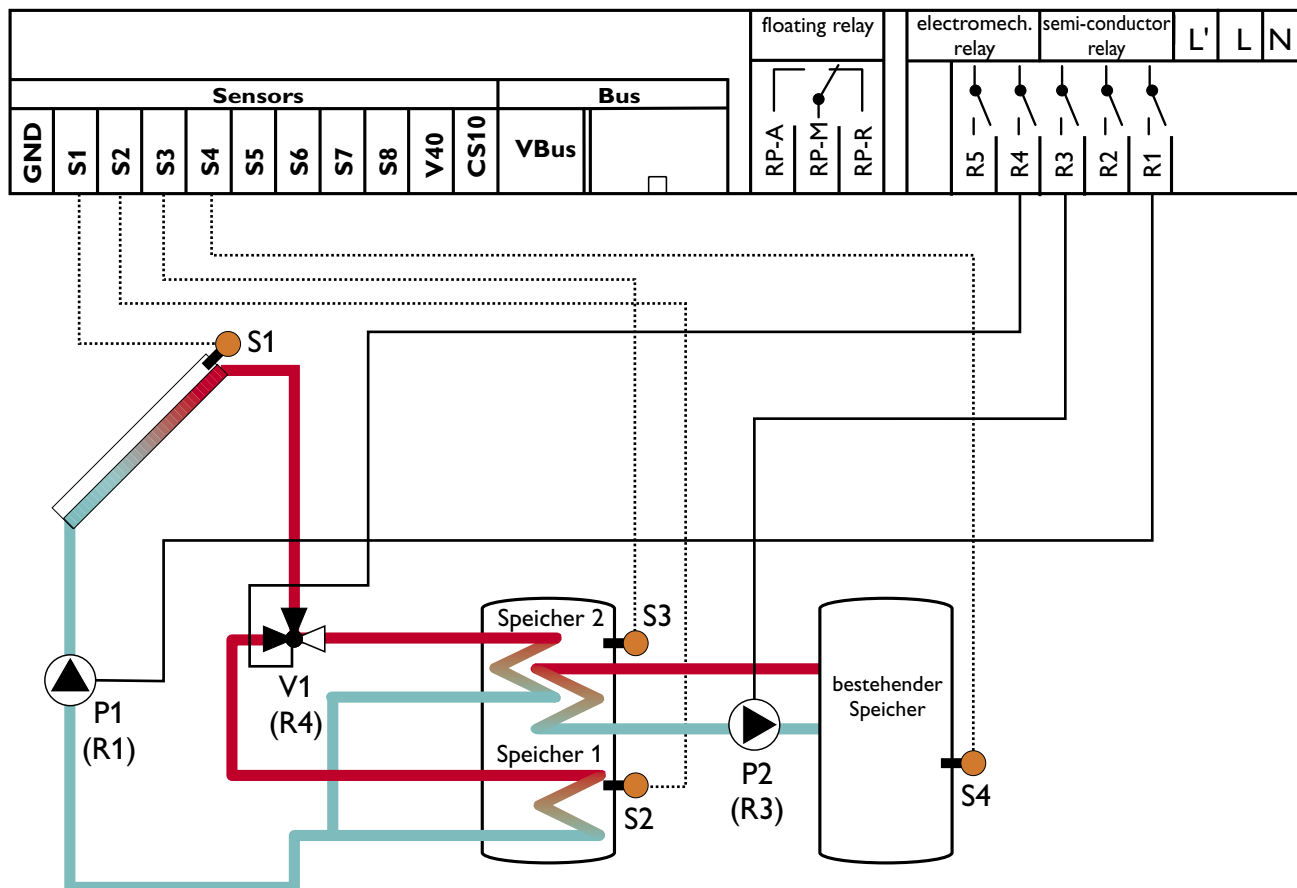 floating relay
electromech. relay
semi-conductor relay
L'
L
N
Sensors
Bus
GND
S1
S2
S3
S4
S5
S6
S7
S8
V40
CS10
VBus
RP-A
RP-M
RP-R
R5
R4
R3
R2
R1
S1
Speicher 2
S3
V1
(R4)
P1
(R1)
bestehender
Speicher
Speicher 1
S2
P2
(R3)
S4